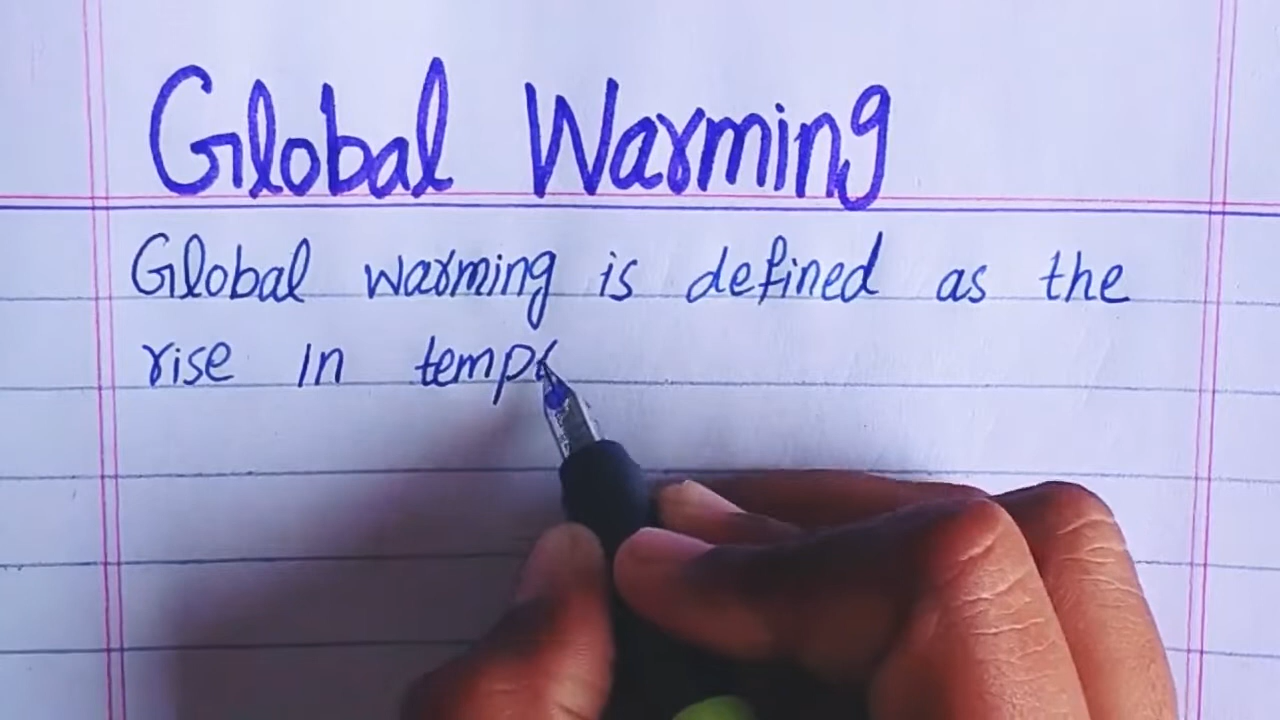 Global Warming
Global warming is defined as the
rise in temp